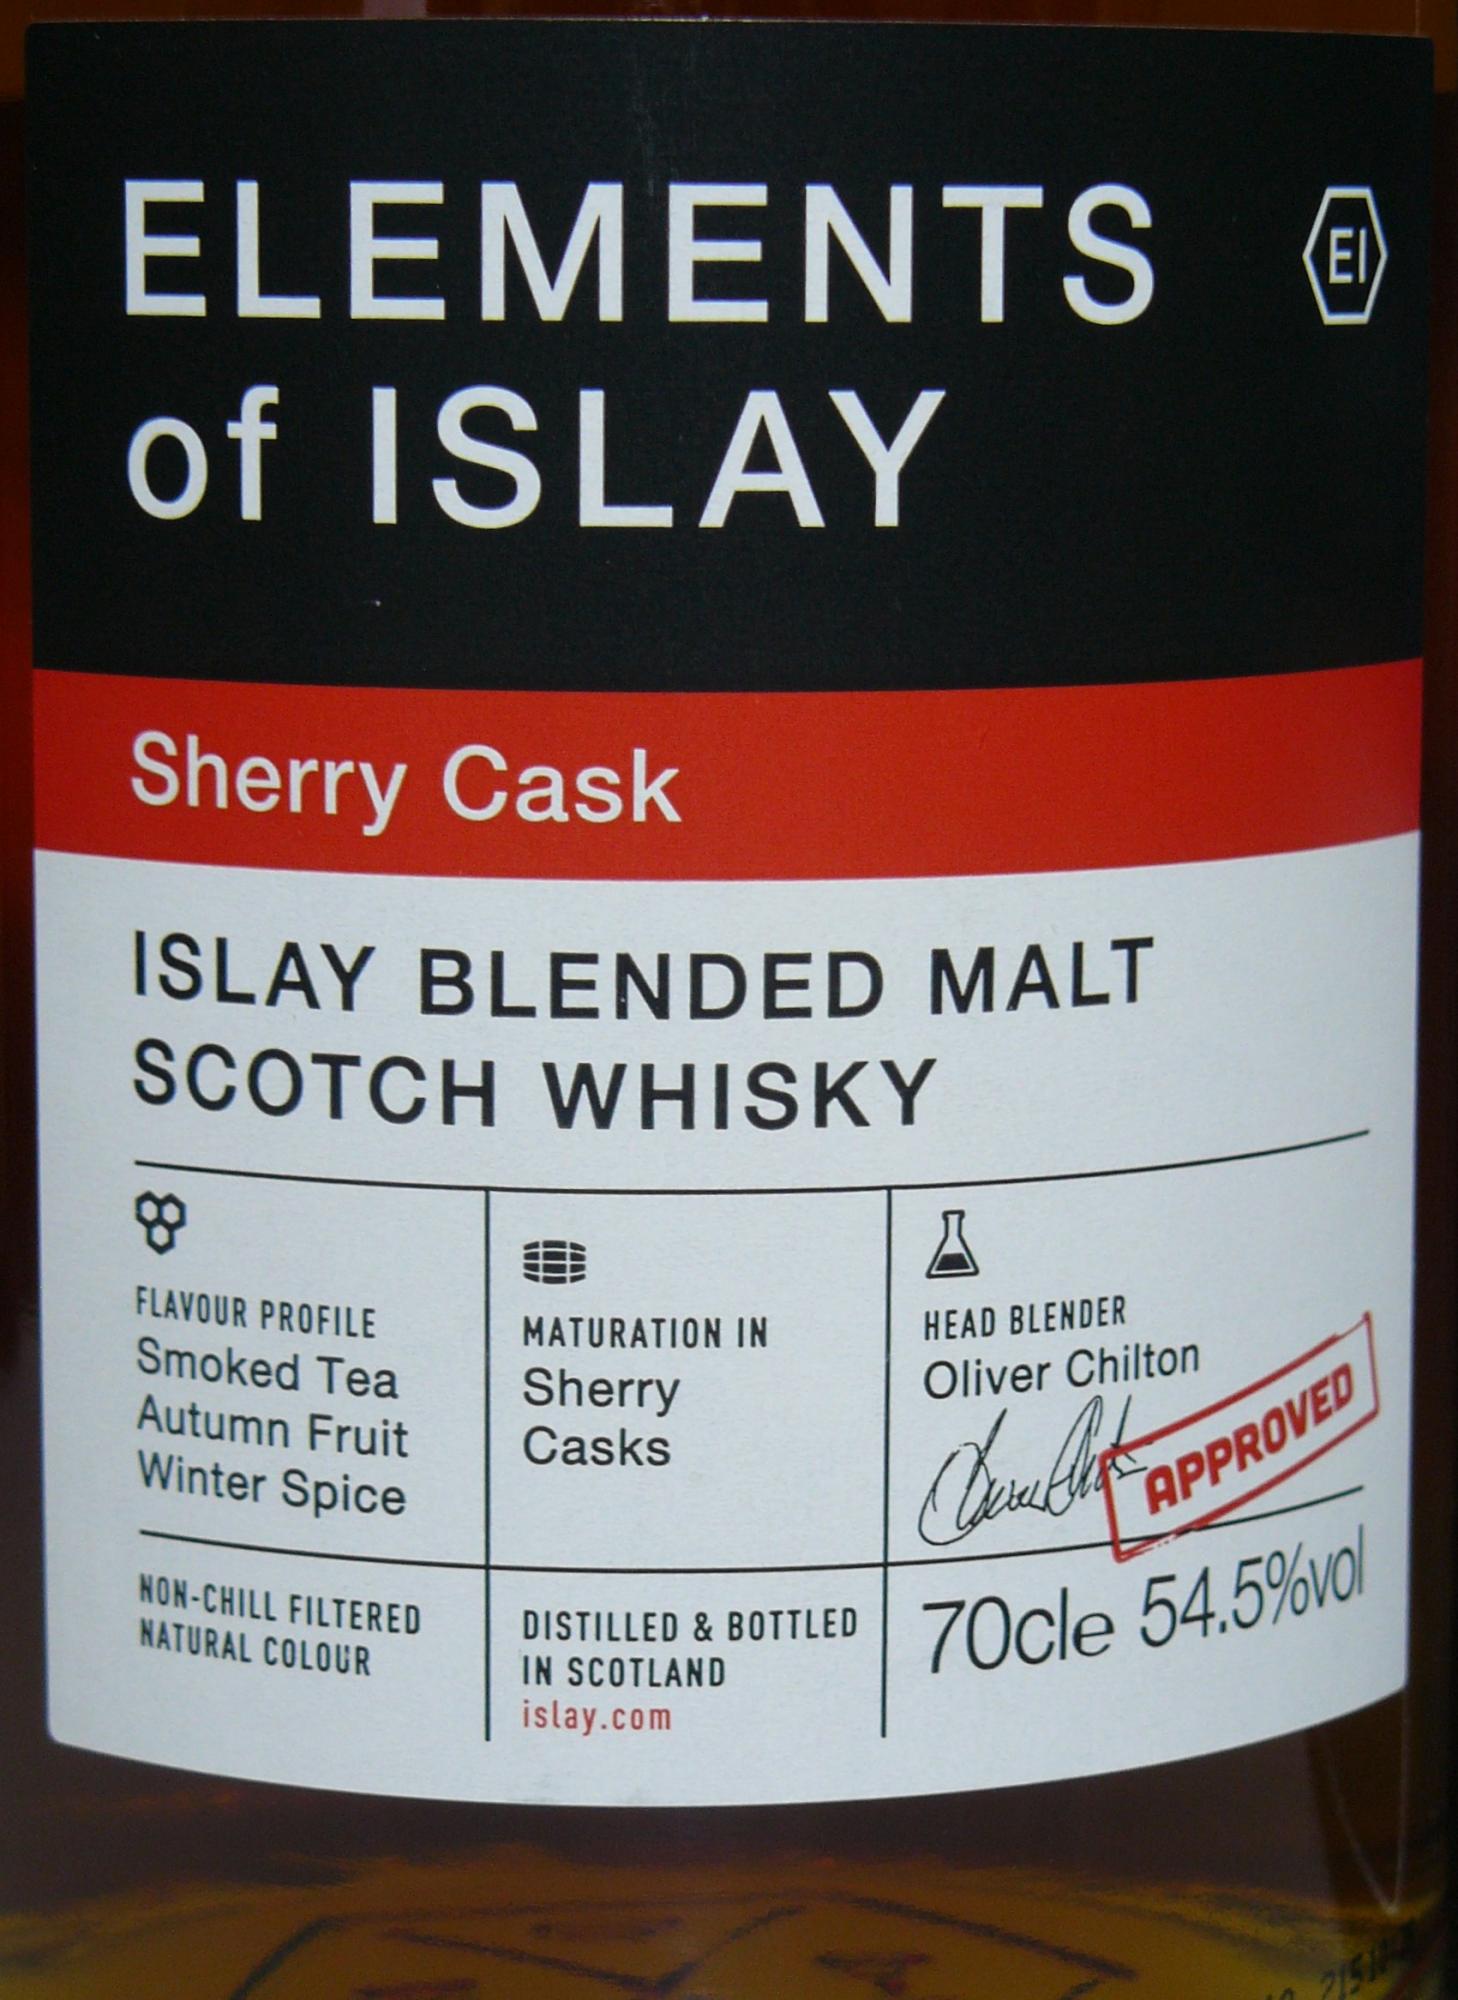 ELEMENTS
EI
of ISLAY
Sherry Cask
ISLAY BLENDED MALT
SCOTCH WHISKY
FLAVOUR PROFILE
Smoked Tea
Autumn Fruit
Winter Spice
MATURATION IN
Sherry
Casks
HEAD BLENDER
Oliver Chilton
APPROVED
NON-CHILL FILTERED
NATURAL COLOUR
DISTILLED & BOTTLED
IN SCOTLAND
islay.com
70cle 54.5%vol